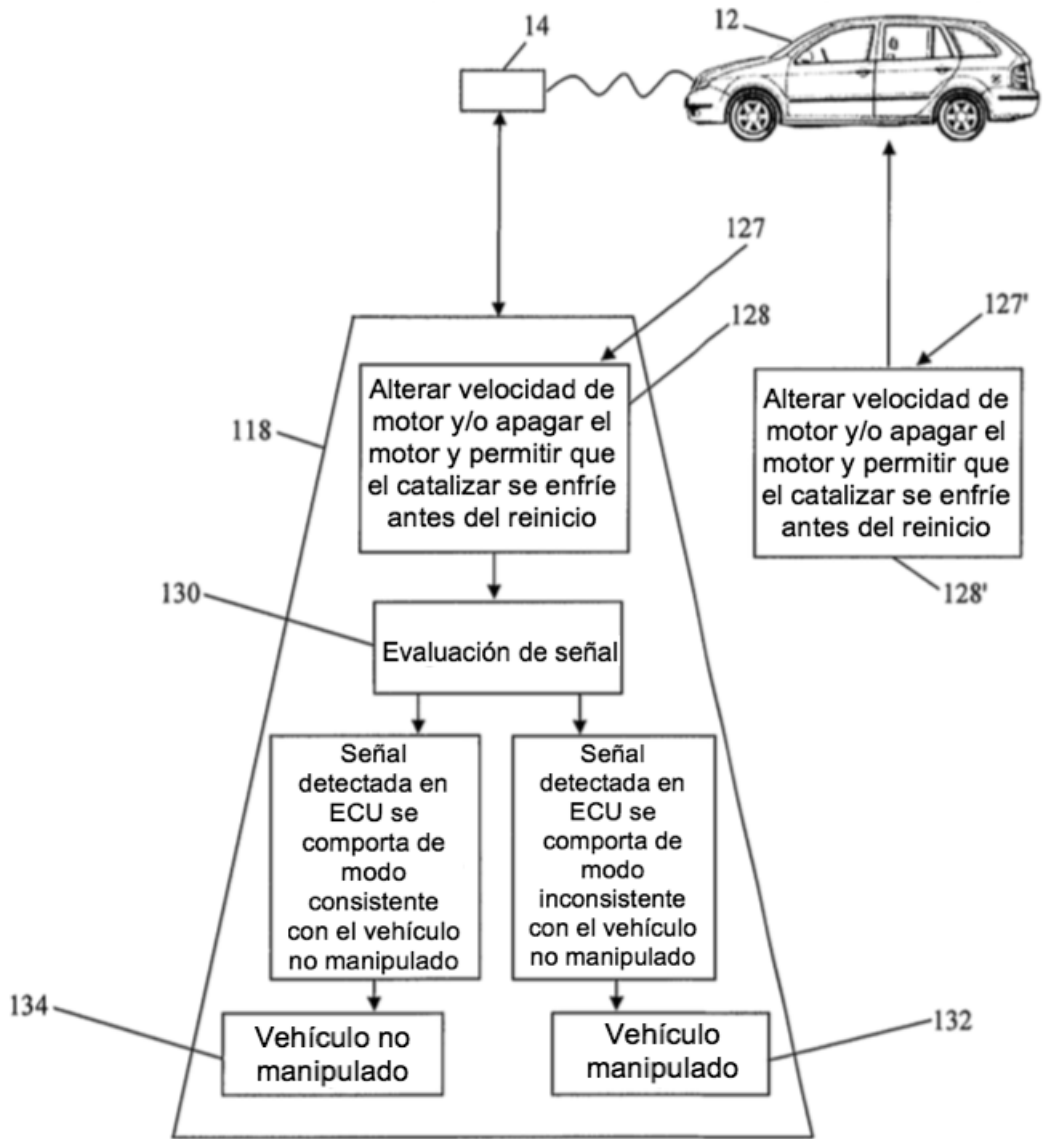 14
12
127
128
127'
Alterar velocidad de
motor y/o apagar el
motor y permitir que
el catalizar se enfríe
antes del reinicio
118
Alterar velocidad de
motor y/o apagar el
motor y permitir que
el catalizar se enfríe
antes del reinicio
128'
130
Evaluación de señal
Señal
detectada en
ECU se
comporta de
modo
consistente
con el vehículo
no manipulado
Señal
detectada en
ECU se
comporta de
modo
inconsistente
con el vehículo
no manipulado
134
Vehículo no
manipulado
Vehículo
manipulado
132